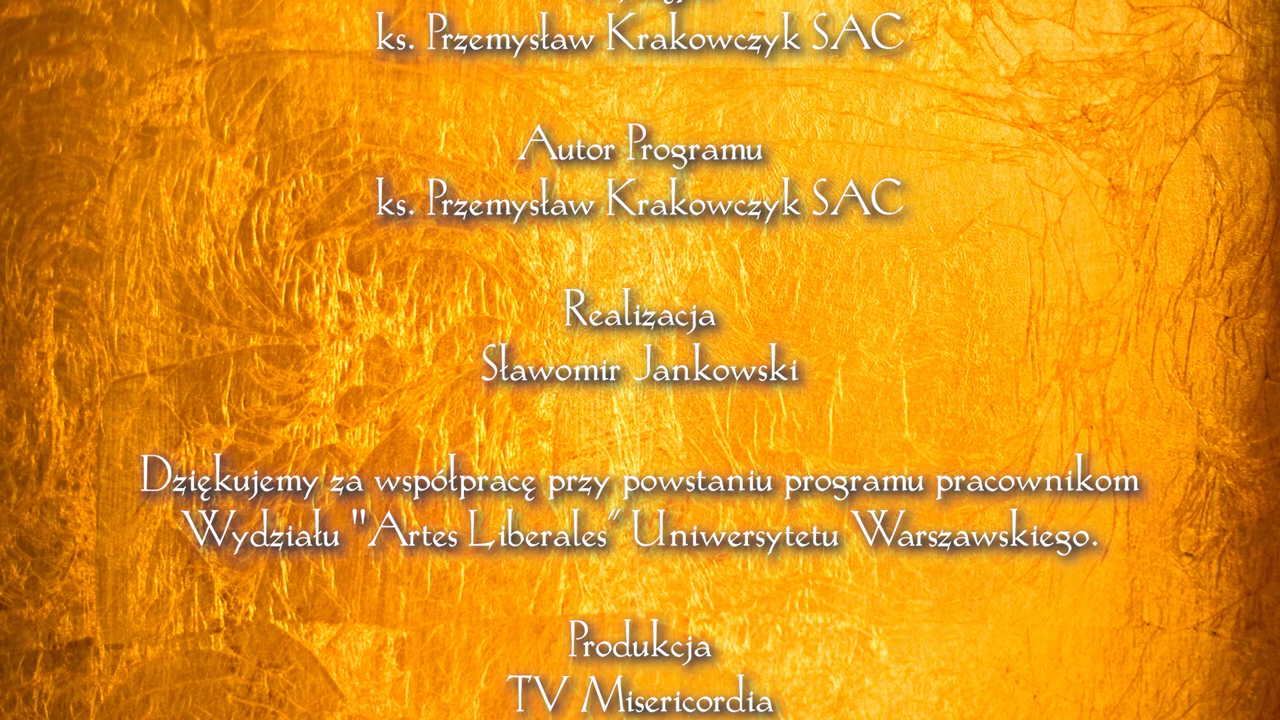 ks. Przemysław Krakowczyk SAC
Autor Programu
ks. Przemysław Krakowczyk SAC
Realizacja
Sławomir Jankowski
Dziękujemy za współpracę przy powstaniu programu pracownikom
Wydziału "Artes Liberales” Uniwersytetu Warszawskiego.
Produkcja
TV Misericordia